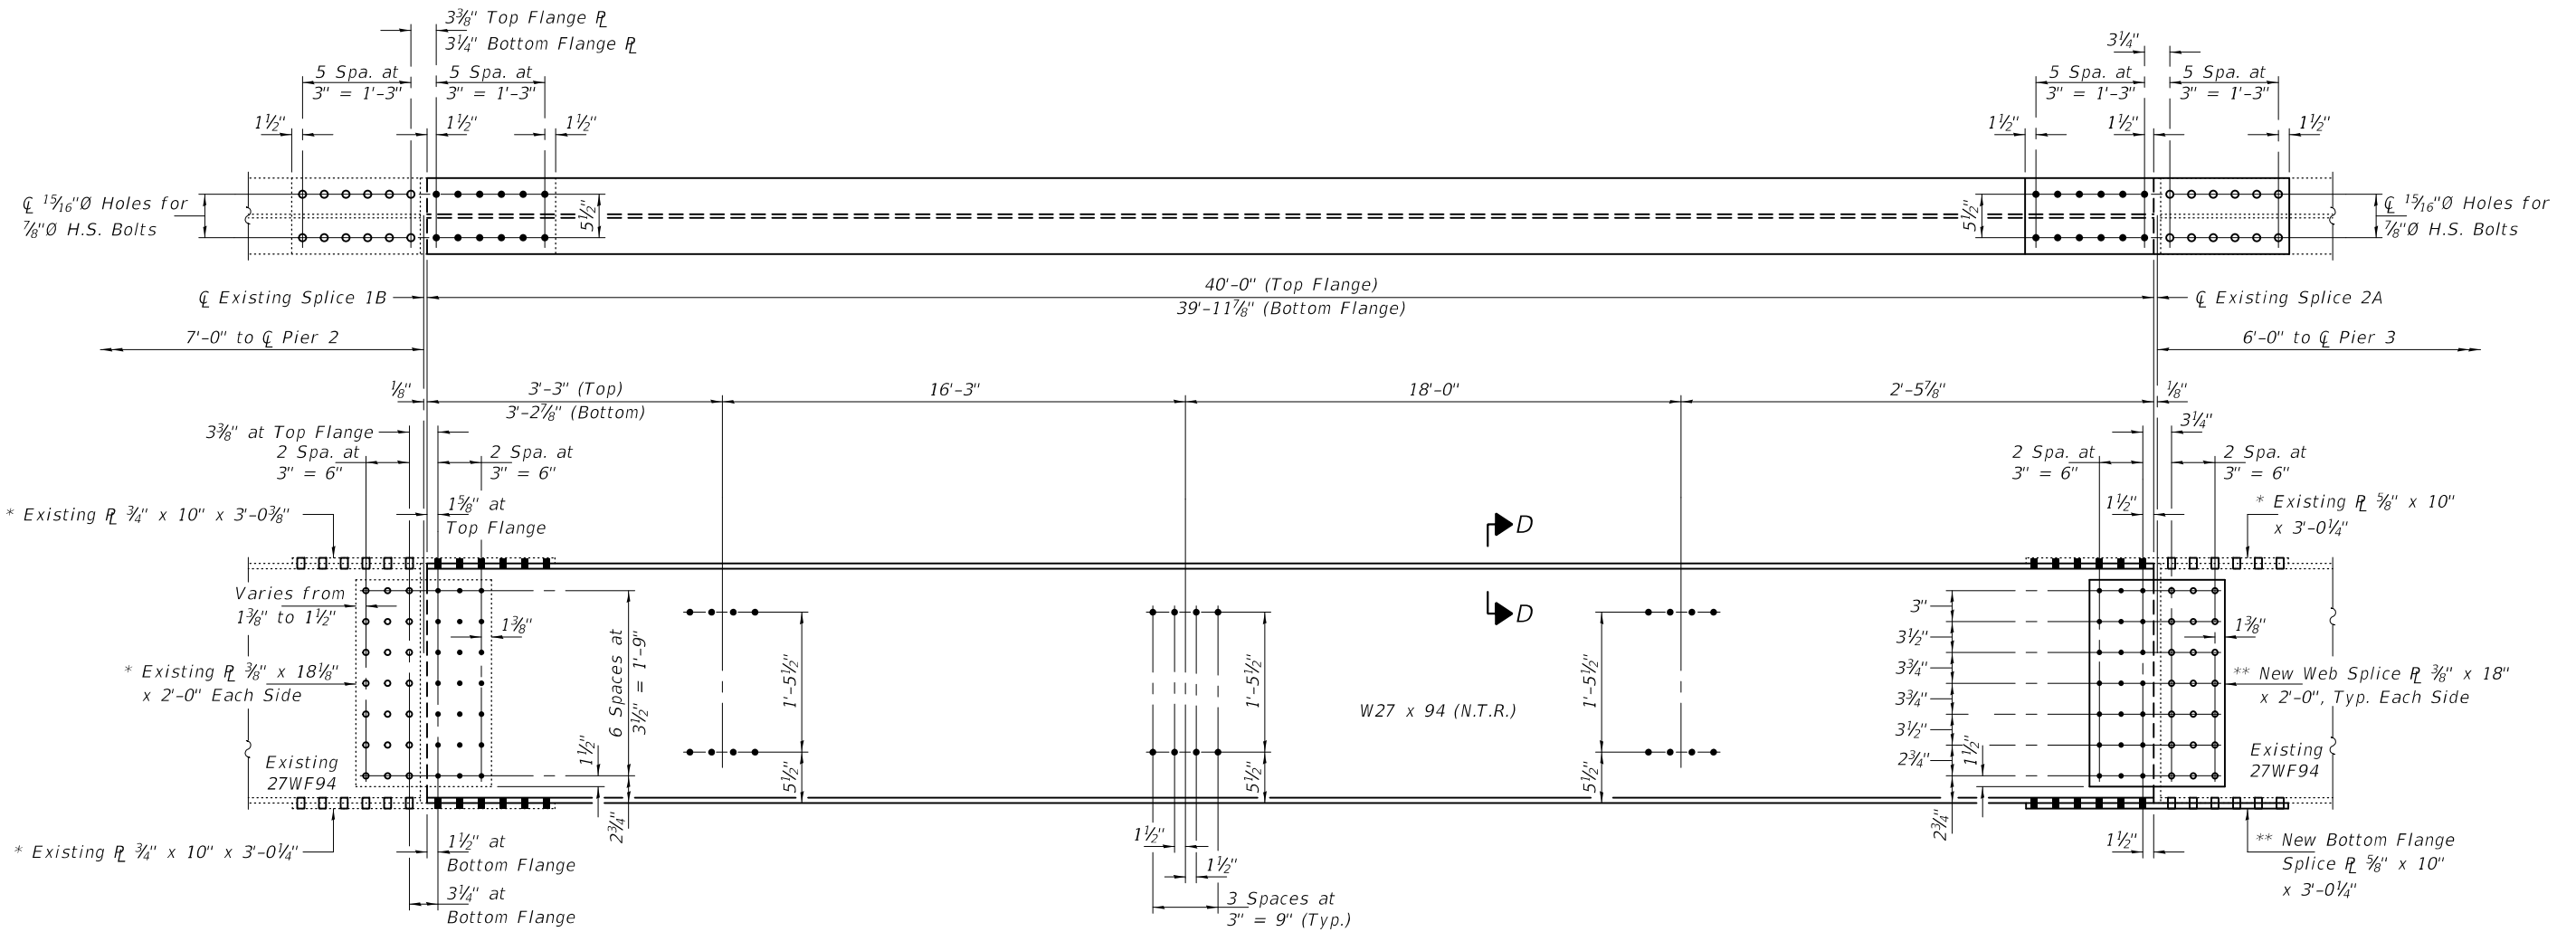 3⅜" Top Flange ℄
3¼" Bottom Flange ℄
5 Spa. at
3" = 1'-3"
5 Spa. at
3" = 1'-3"
1½"
1½"
1½"
3¼"
5 Spa. at
3" = 1'-3"
5 Spa. at
3" = 1'-3"
1½"
1½"
1½"
℄ 15/16"Ø Holes for
⅞"Ø H.S. Bolts
5½"
5½"
℄ 15/16"Ø Holes for
⅞"Ø H.S. Bolts
℄ Existing Splice 1B
40'-0" (Top Flange)
39'-11⅞" (Bottom Flange)
℄ Existing Splice 2A
7'-0" to ℄ Pier 2
6'-0" to ℄ Pier 3
⅛"
3'-3" (Top)
3'-2⅞" (Bottom)
16'-3"
18'-0"
2'-5⅞"
⅛"
3⅜" at Top Flange
2 Spa. at
3" = 6"
2 Spa. at
3" = 6"
3¼"
2 Spa. at
3" = 6"
2 Spa. at
3" = 6"
* Existing PL ¾" x 10" x 3'-0⅜"
1⅝" at
Top Flange
D
D
1½"
* Existing PL ⅝" x 10"
x 3'-0¼"
Varies from
1⅜" to 1½"
1⅜"
* Existing PL ⅜" x 18⅛"
x 2'-0" Each Side
6 Spaces at
3½" = 1'-9"
1½"
2¾"
1'-5½"
5½"
1'-5½"
5½"
W27 x 94 (N.T.R.)
1'-5½"
5½"
3"
3½"
3¾"
3¾"
3½"
2¾"
2¾"
1½"
1⅜"
** New Web Splice PL ⅜" x 18"
x 2'-0", Typ. Each Side
Existing
27WF94
Existing
27WF94
* Existing PL ¾" x 10" x 3'-0¼"
1½" at
Bottom Flange
3¼" at
Bottom Flange
1½"
1½"
3 Spaces at
3" = 9" (Typ.)
1½"
** New Bottom Flange
Splice PL ⅝" x 10"
x 3'-0¼"